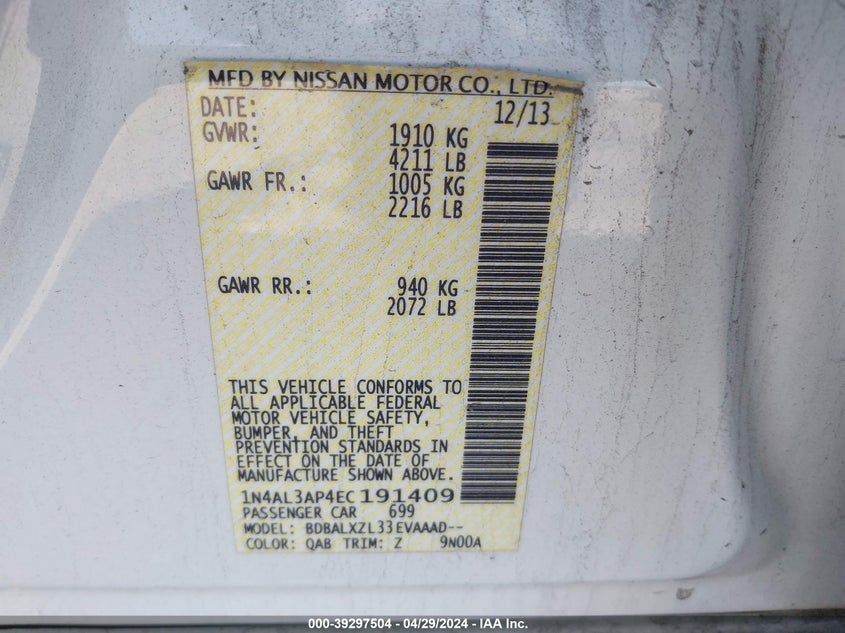 MFD BY NISSAN MOTOR CO., LTD.
DATE: 12/13
GVWR: 1910 KG
4211 LB
GAWR FR.: 1005 KG
2216 LB
GAWR RR.: 940 KG
2072 LB
THIS VEHICLE CONFORMS TO
ALL APPLICABLE FEDERAL
MOTOR VEHICLE SAFETY,
BUMPER, AND THEFT
PREVENTION STANDARDS IN
EFFECT ON THE DATE OF
MANUFACTURE SHOWN ABOVE.
1N4AL3AP4EC191409
PASSENGER CAR 699
MODEL: BDBALXZL33EVAAAD--
COLOR: QAB TRIM: Z 9N00A
000-39297504 - 04/29/2024 - IAA Inc.